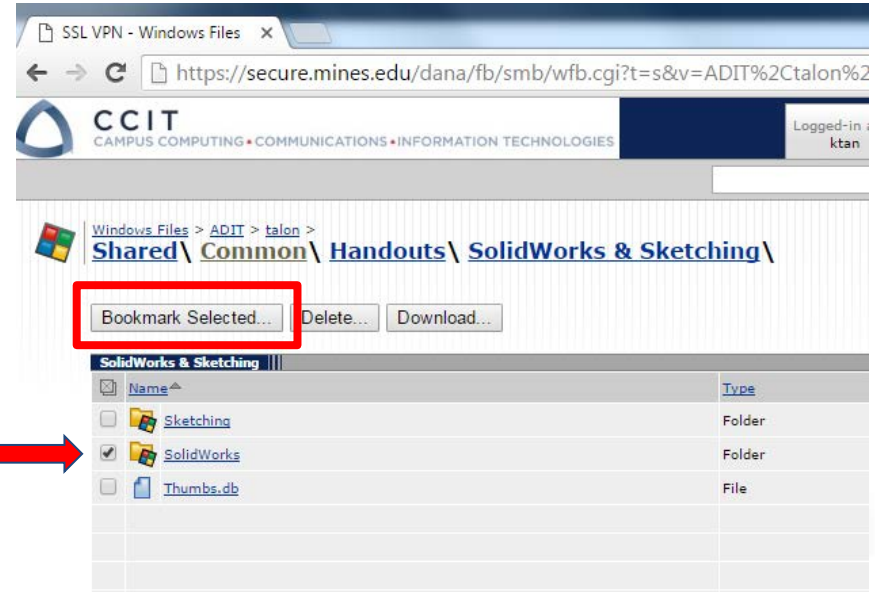 SSL VPN - Windows Files
https://secure.mines.edu/dana/fb/smb/wfb.cgi?t=s&v=ADIT%2Ctalon%2
CCIT
CAMPUS COMPUTING•COMMUNICATIONS•INFORMATION TECHNOLOGIES
Logged-in
ktan
Windows Files > ADIT > talon >
Shared\ Common\ Handouts\ SolidWorks & Sketching\
Bookmark Selected... Delete... Download...
SolidWorks & Sketching
Name Type
Sketching Folder
SolidWorks Folder
Thumbs.db File